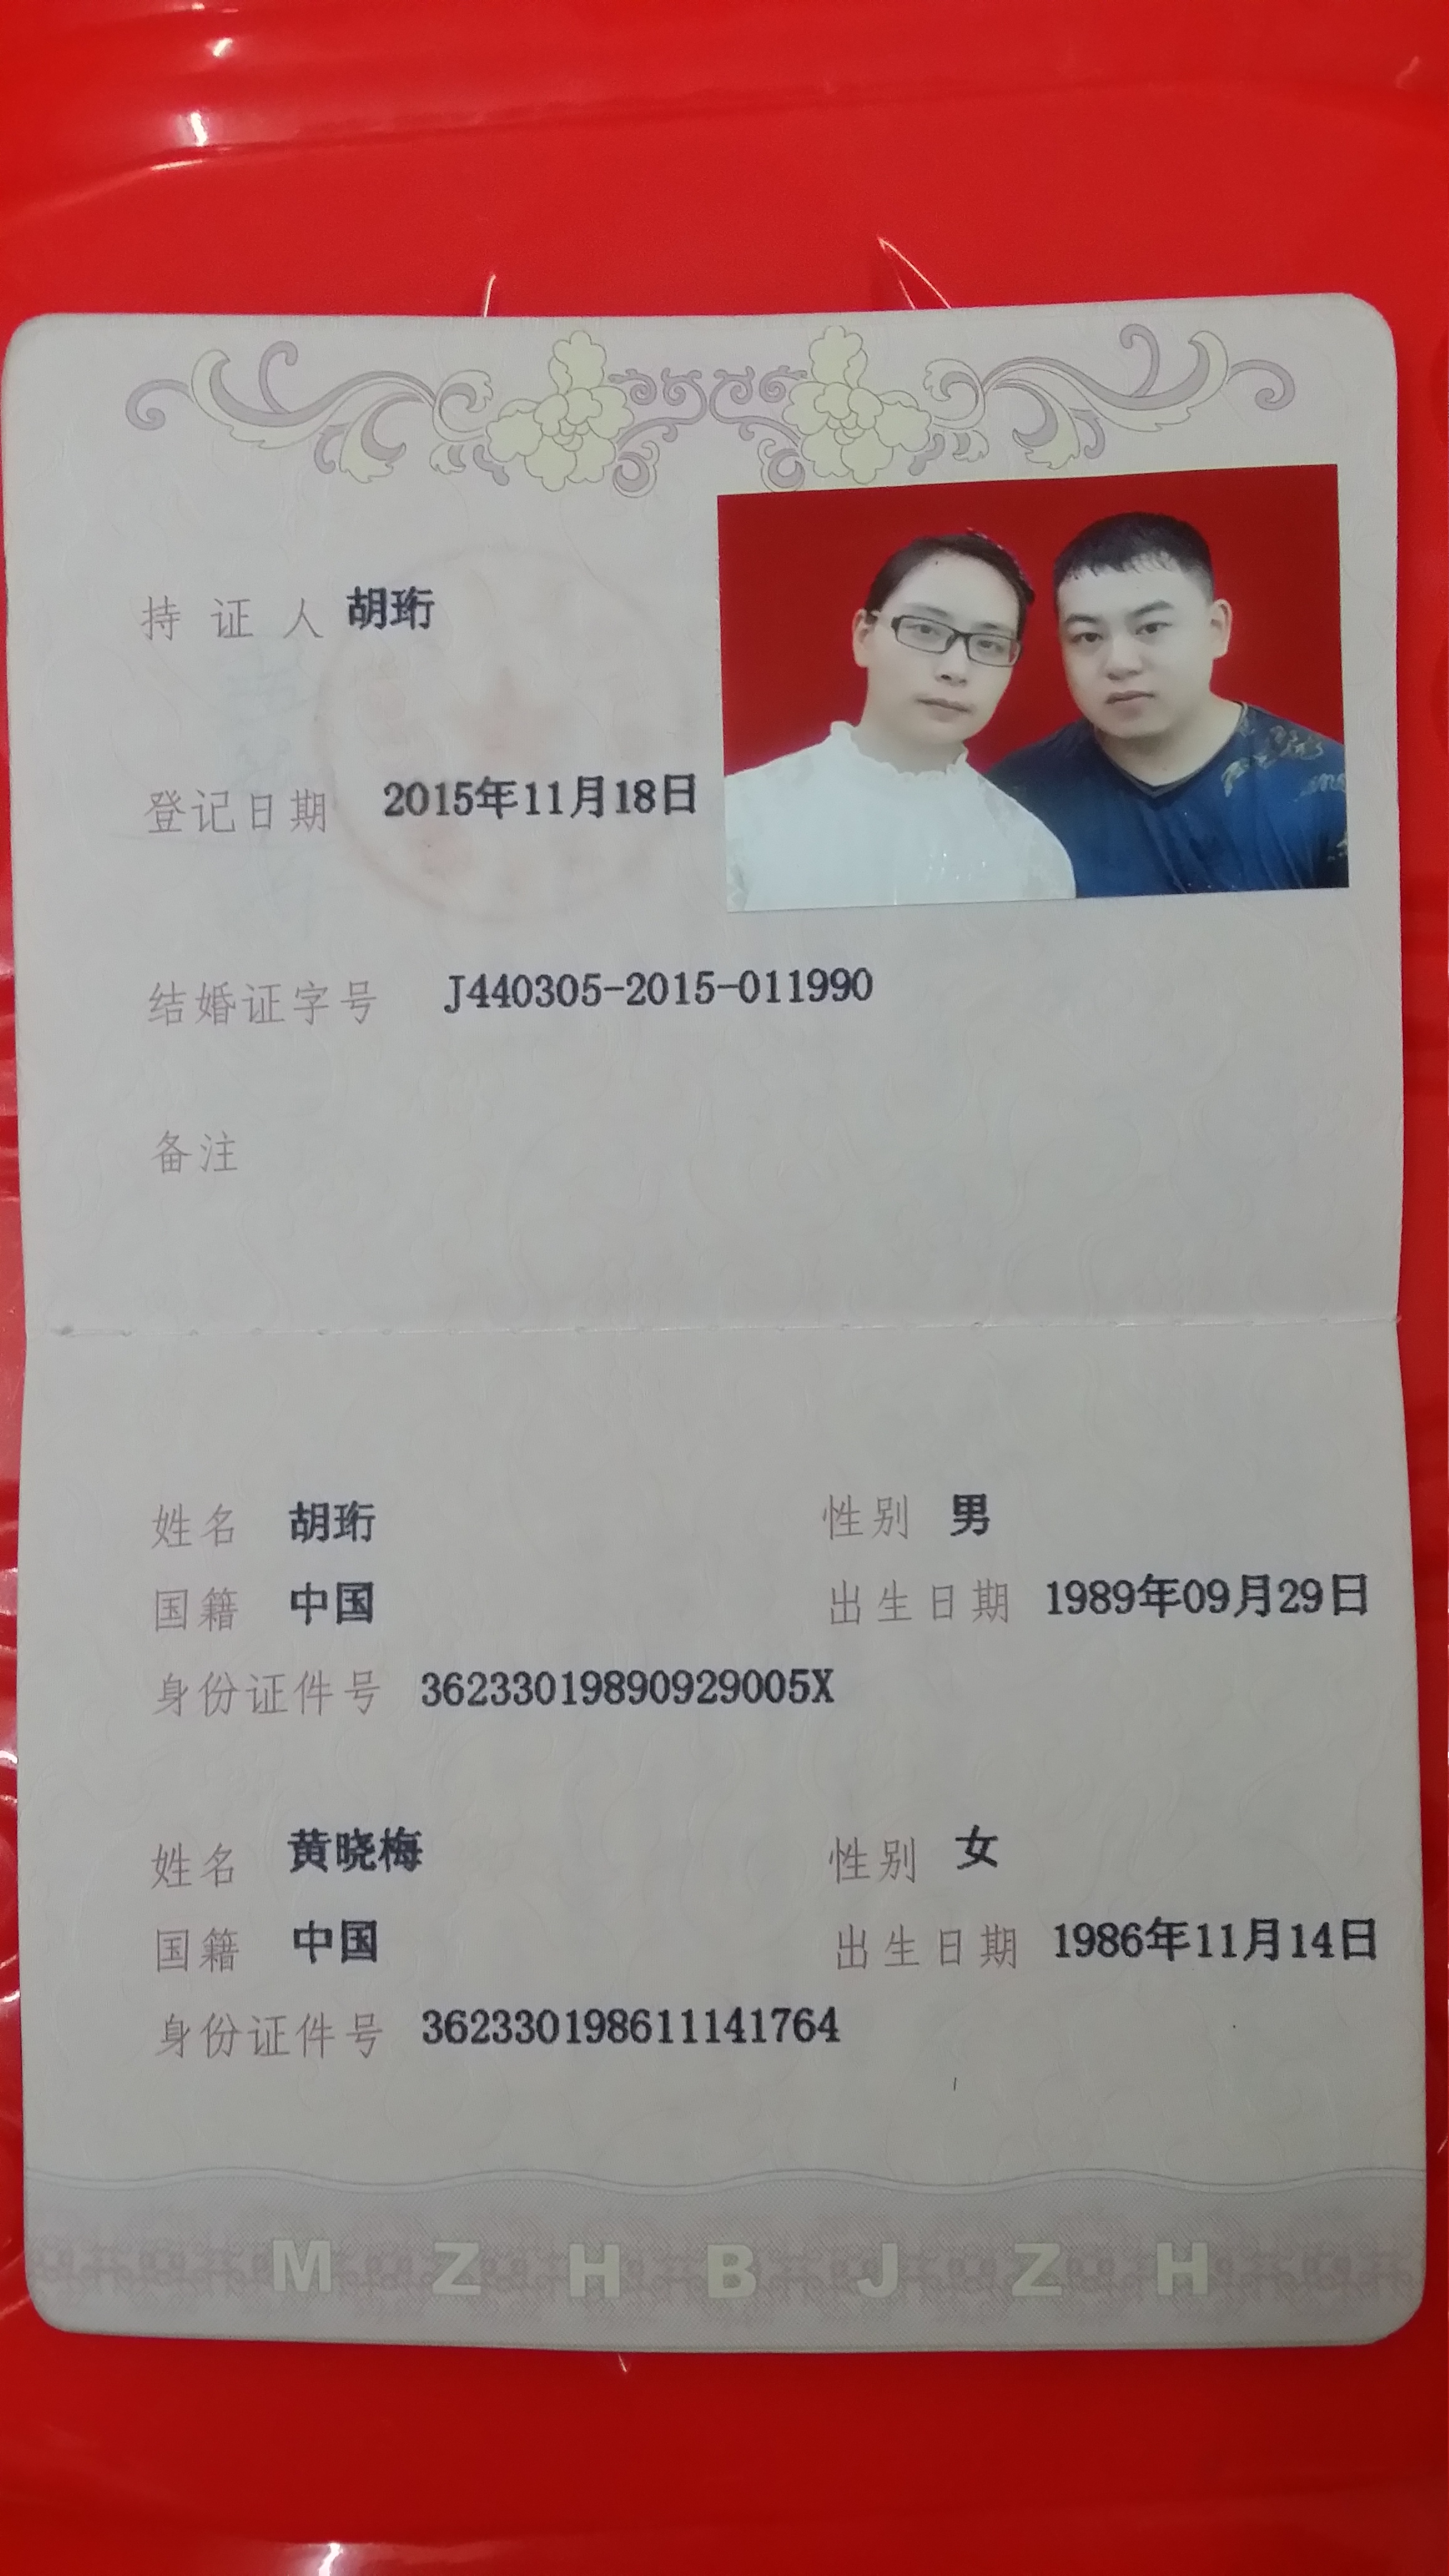 持证人 胡珩
登记日期 2015年11月18日
结婚证字号 J440305-2015-011990
备注
姓名 胡珩 性别 男
国籍 中国 出生日期 1989年09月29日
身份证件号 36233019890929005X
姓名 黄晓梅 性别 女
国籍 中国 出生日期 1986年11月14日
身份证件号 362330198611141764
M Z H B J Z H